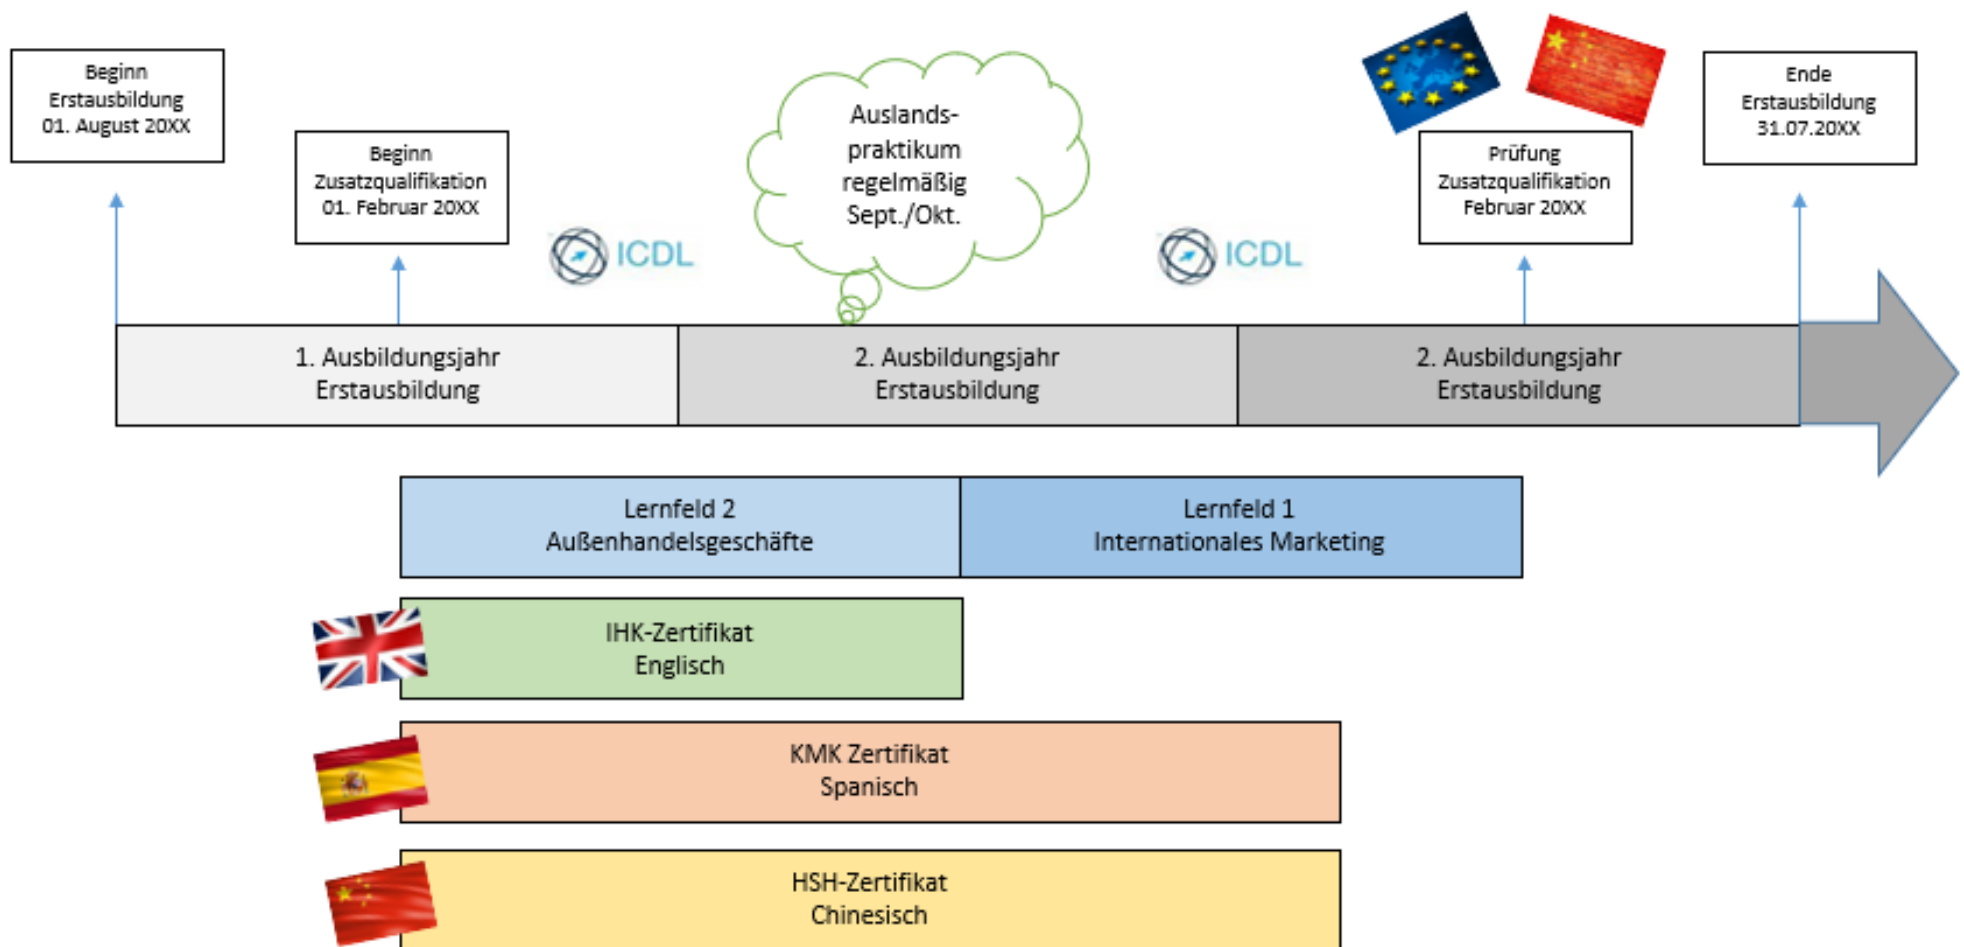 Beginn
Erstausbildung
01. August 20XX
Beginn
Zusatzqualifikation
01. Februar 20XX
ICDL
Auslands-
praktikum
regelmäßig
Sept./Okt.
ICDL
Prüfung
Zusatzqualifikation
Februar 20XX
Ende
Erstausbildung
31.07.20XX
1. Ausbildungsjahr
Erstausbildung
2. Ausbildungsjahr
Erstausbildung
2. Ausbildungsjahr
Erstausbildung
Lernfeld 2
Außenhandelsgeschäfte
Lernfeld 1
Internationales Marketing
IHK-Zertifikat
Englisch
KMK Zertifikat
Spanisch
HSH-Zertifikat
Chinesisch